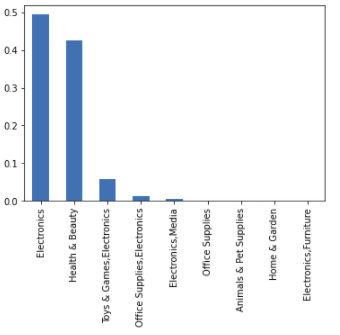 0.5
0.4
0.3
0.2
0.1
0.0
Electronics
Health & Beauty
Toys & Games,Electronics
Office Supplies,Electronics
Electronics,Media
Office Supplies
Animals & Pet Supplies
Home & Garden
Electronics,Furniture